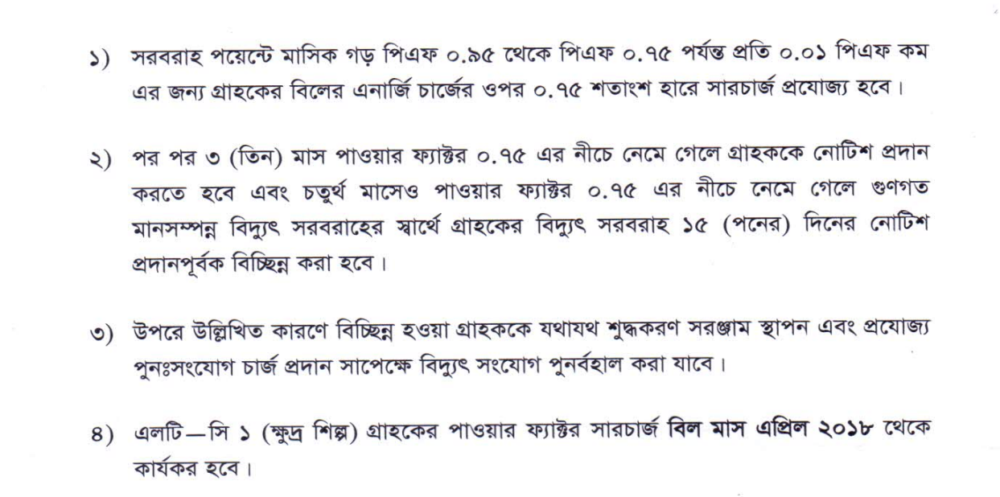 ১) সরবরাহ পয়েন্টে মাসিক গড় পিএফ ০.৯৫ থেকে পিএফ ০.৭৫ পর্যন্ত প্রতি ০.০১ পিএফ কম
এর জন্য গ্রাহকের বিলের এনার্জি চার্জের ওপর ০.৭৫ শতাংশ হারে সারচার্জ প্রযোজ্য হবে।
২) পর পর ৩ (তিন) মাস পাওয়ার ফ্যাক্টর ০.৭৫ এর নীচে নেমে গেলে গ্রাহককে নোটিশ প্রদান
করতে হবে এবং চতুর্থ মাসেও পাওয়ার ফ্যাক্টর ০.৭৫ এর নীচে নেমে গেলে গুণগত
মানসম্পন্ন বিদ্যুৎ সরবরাহের স্বার্থে গ্রাহকের বিদ্যুৎ সরবরাহ ১৫ (পনের) দিনের নোটিশ
প্রদানপূর্বক বিচ্ছিন্ন করা হবে।
৩) উপরে উল্লিখিত কারণে বিচ্ছিন্ন হওয়া গ্রাহককে যথাযথ শুদ্ধকরণ সরঞ্জাম স্থাপন এবং প্রযোজ্য
পুনঃসংযোগ চার্জ প্রদান সাপেক্ষে বিদ্যুৎ সংযোগ পুনর্বহাল করা যাবে।
৪) এলটি—সি ১ (ক্ষুদ্র শিল্প) গ্রাহকের পাওয়ার ফ্যাক্টর সারচার্জ বিল মাস এপ্রিল ২০১৮ থেকে
কার্যকর হবে।